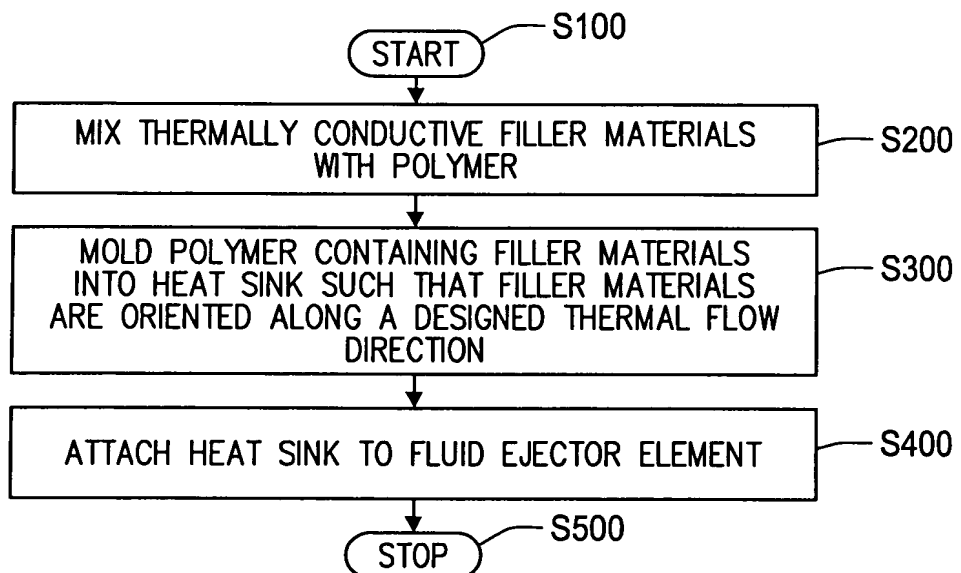 START
S100
MIX THERMALLY CONDUCTIVE FILLER MATERIALS
WITH POLYMER
S200
MOLD POLYMER CONTAINING FILLER MATERIALS
INTO HEAT SINK SUCH THAT FILLER MATERIALS
ARE ORIENTED ALONG A DESIGNED THERMAL FLOW
DIRECTION
S300
ATTACH HEAT SINK TO FLUID EJECTOR ELEMENT
S400
STOP
S500